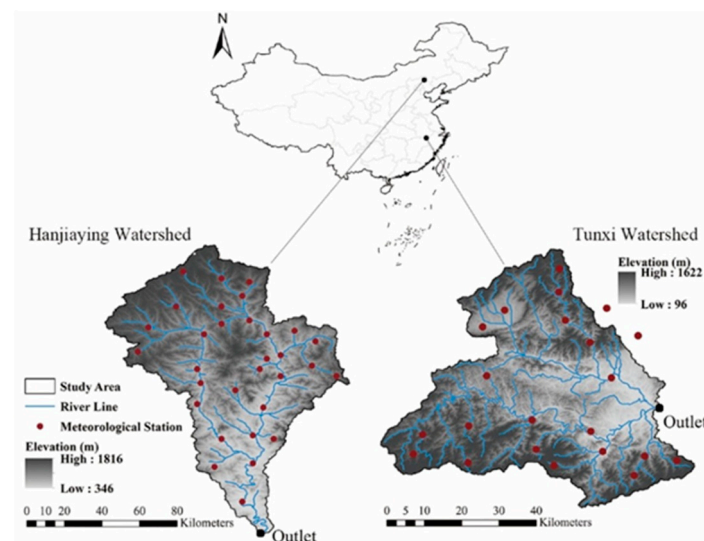 N
Hanjiaying Watershed
Tunxi Watershed
Elevation (m)
High : 1622
Low : 96
Outlet
Study Area
River Line
Meteorological Station
Elevation (m)
High : 1816
Low : 346
0 10 20 40 60 80
Kilometers
Outlet
0 5 10 20 30 40
Kilometers